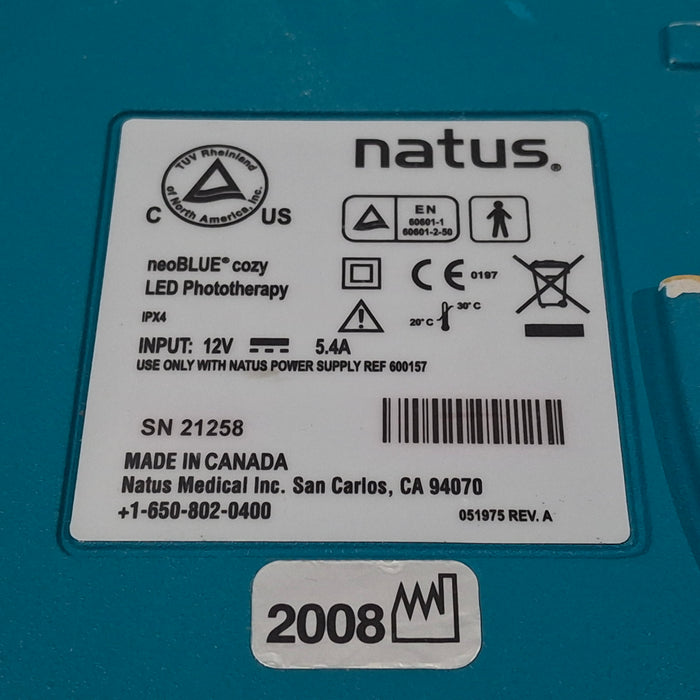 TUV Rheinland
of North America, Inc.
C US
natus®
EN
60601-1
60601-2-50
neoBLUE® cozy
LED Phototherapy
CE 0197
IPX4
20°C 30°C
INPUT: 12V 5.4A
USE ONLY WITH NATUS POWER SUPPLY REF 600157
SN 21258
MADE IN CANADA
Natus Medical Inc. San Carlos, CA 94070
+1-650-802-0400
051975 REV. A
2008